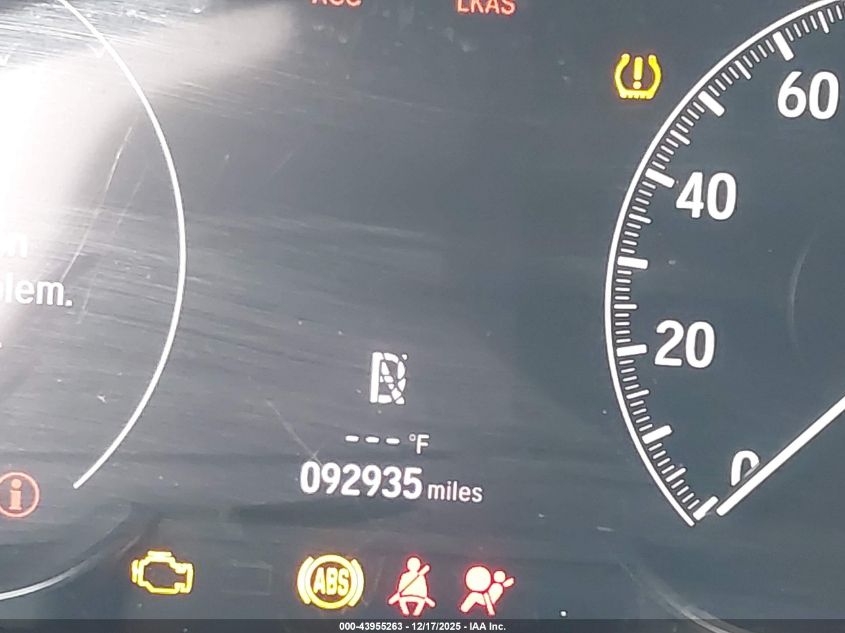 LKAS
60
40
lem.
20
---°F
092935 miles
0
ABS
000-43955263 - 12/17/2025 - IAA Inc.